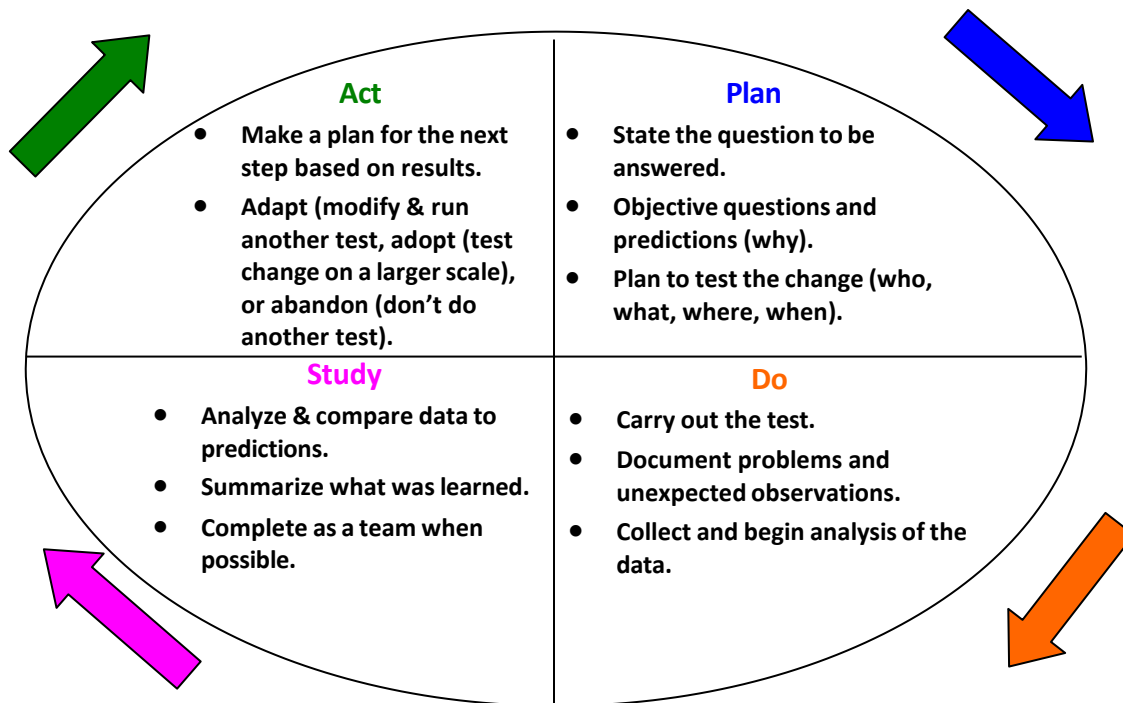 Act
• Make a plan for the next
step based on results.
• Adapt (modify & run
another test, adopt (test
change on a larger scale),
or abandon (don’t do
another test).
Plan
• State the question to be
answered.
• Objective questions and
predictions (why).
• Plan to test the change (who,
what, where, when).
Study
• Analyze & compare data to
predictions.
• Summarize what was learned.
• Complete as a team when
possible.
Do
• Carry out the test.
• Document problems and
unexpected observations.
• Collect and begin analysis of the
data.